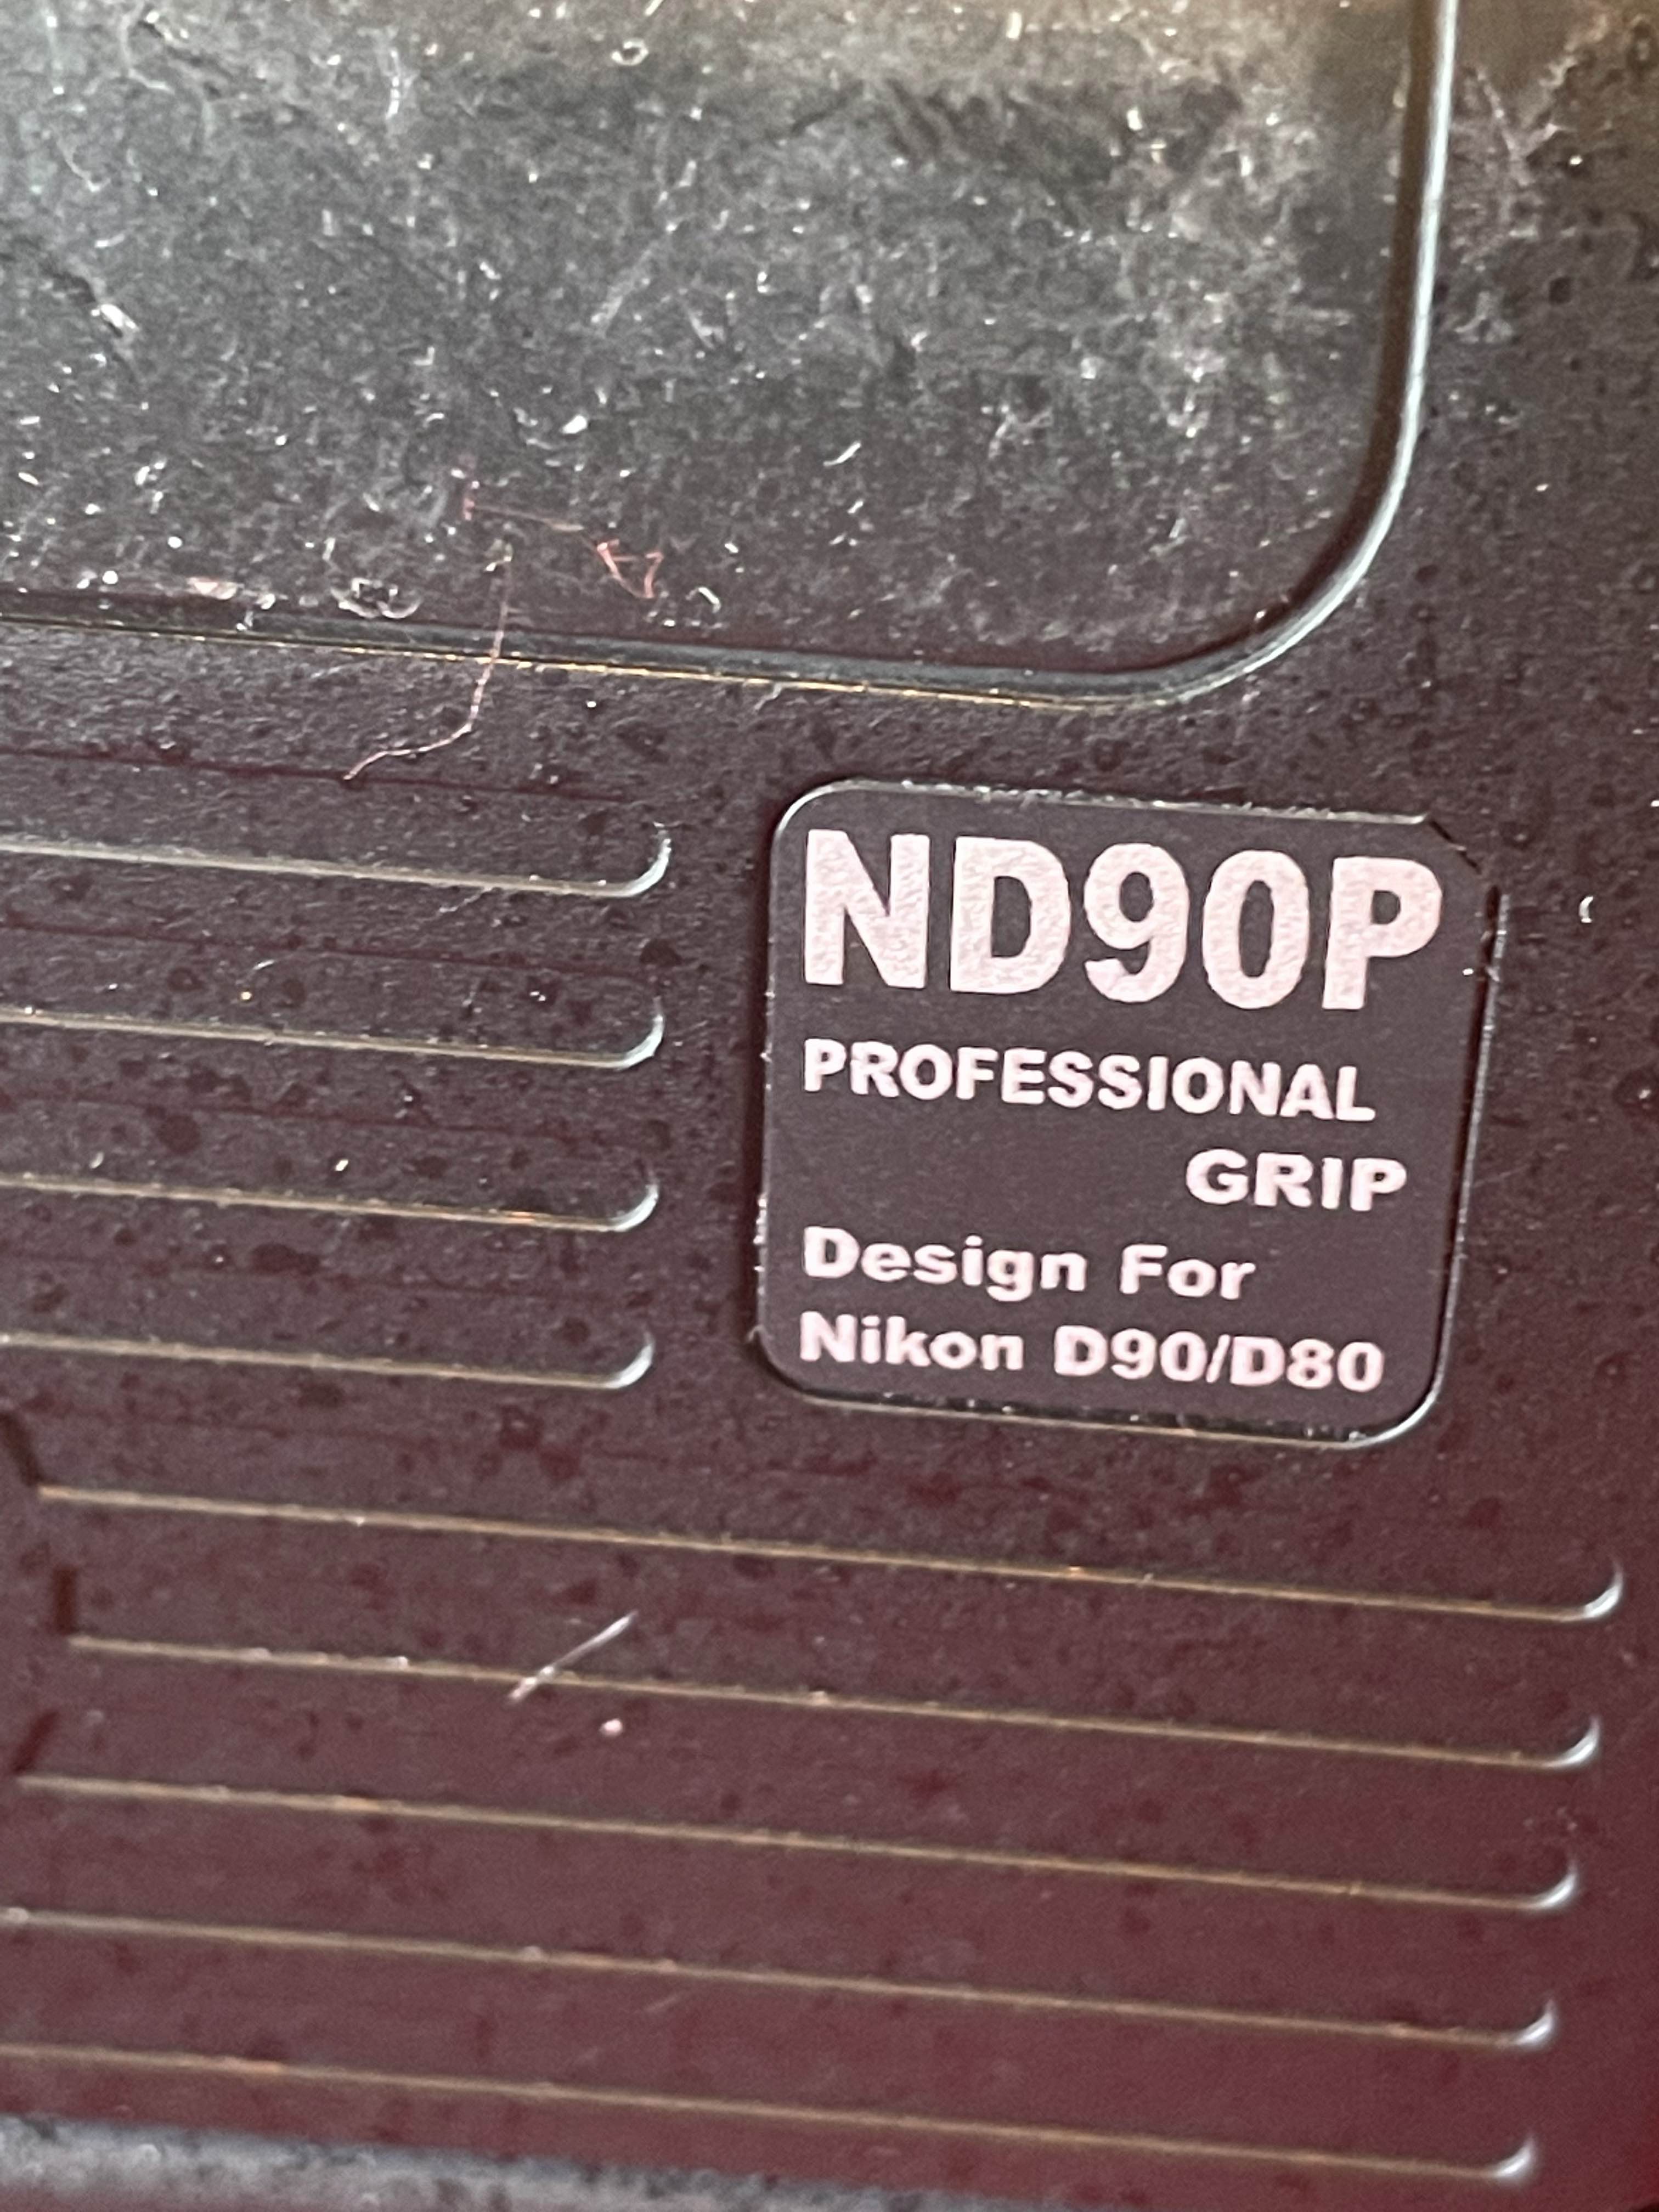 ND90P
PROFESSIONAL
GRIP
Design For
Nikon D90/D80